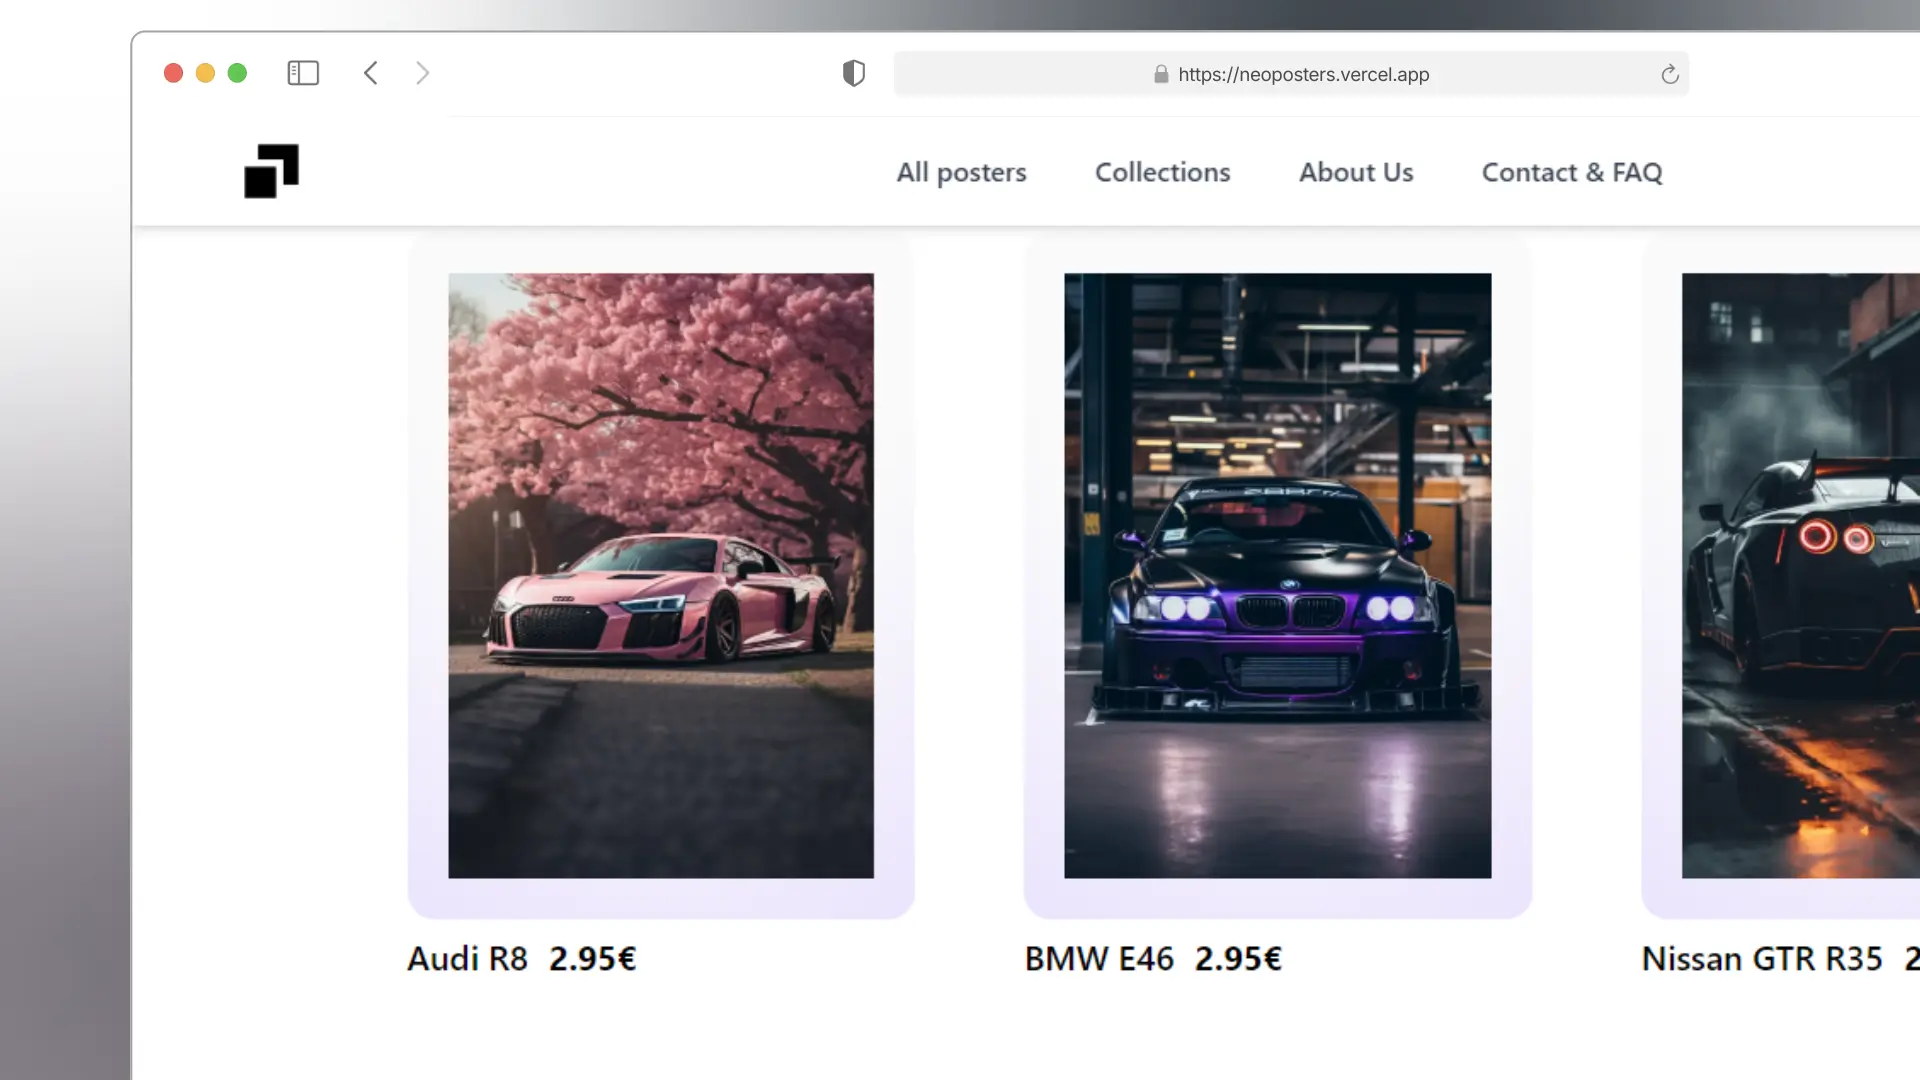 https://neoposters.vercel.app
All posters Collections About Us Contact & FAQ
Audi R8 2.95€
BMW E46 2.95€
Nissan GTR R35 2